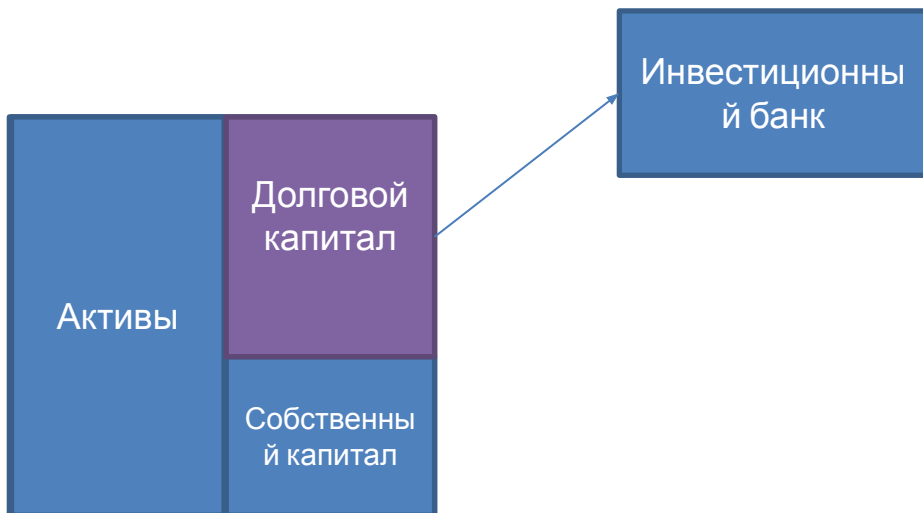 Инвестиционны
й банк
Долговой
капитал
Активы
Собственны
й капитал